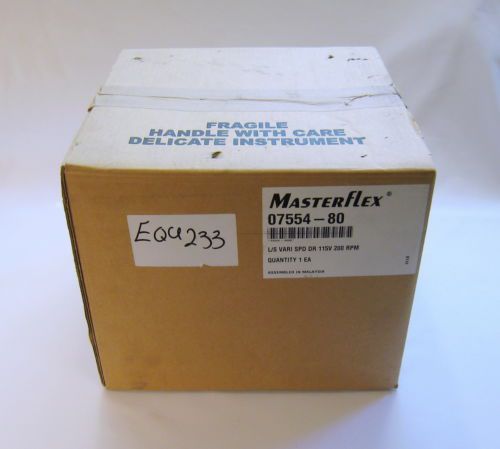 FRAGILE
HANDLE WITH CARE
DELICATE INSTRUMENT
MASTERFLEX®
07554-80
L/S VARI SPD DR 115V 200 RPM
QUANTITY 1 EA
ASSEMBLED IN MALAYSIA
EQU233